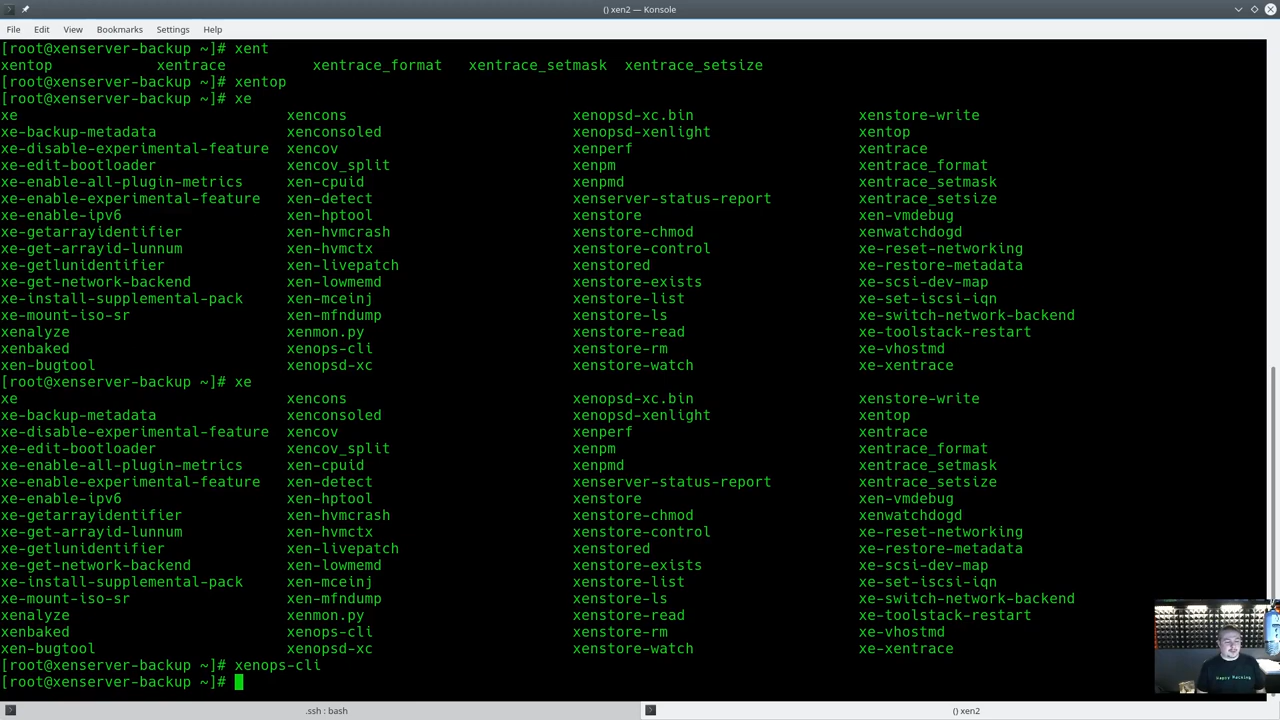 () xen2 — Konsole
File Edit View Bookmarks Settings Help
[root@xenserver-backup ~]# xent
xentop xentrace xentrace_format xentrace_setmask xentrace_setsize
[root@xenserver-backup ~]# xentop
[root@xenserver-backup ~]# xe
xe xencons xenopsd-xc.bin xenstore-write
xe-backup-metadata xenconsoled xenopsd-xenlight xentop
xe-disable-experimental-feature xencov xenperf xentrace
xe-edit-bootloader xencov_split xenpm xentrace_format
xe-enable-all-plugin-metrics xen-cpuid xenpmd xentrace_setmask
xe-enable-experimental-feature xen-detect xenserver-status-report xentrace_setsize
xe-enable-ipv6 xen-hptool xenstore xen-vmdebug
xe-getarrayidentifier xen-hvmcrash xenstore-chmod xenwatchdogd
xe-get-arrayid-lunnum xen-hvmctx xenstore-control xe-reset-networking
xe-getlunidentifier xen-livepatch xenstored xe-restore-metadata
xe-get-network-backend xen-lowmemd xenstore-exists xe-scsi-dev-map
xe-install-supplemental-pack xen-mceinj xenstore-list xe-set-iscsi-iqn
xe-mount-iso-sr xen-mfndump xenstore-ls xe-switch-network-backend
xenalyze xenmon.py xenstore-read xe-toolstack-restart
xenbaked xenops-cli xenstore-rm xe-vhostmd
xen-bugtool xenopsd-xc xenstore-watch xe-xentrace
[root@xenserver-backup ~]# xe
xe xencons xenopsd-xc.bin xenstore-write
xe-backup-metadata xenconsoled xenopsd-xenlight xentop
xe-disable-experimental-feature xencov xenperf xentrace
xe-edit-bootloader xencov_split xenpm xentrace_format
xe-enable-all-plugin-metrics xen-cpuid xenpmd xentrace_setmask
xe-enable-experimental-feature xen-detect xenserver-status-report xentrace_setsize
xe-enable-ipv6 xen-hptool xenstore xen-vmdebug
xe-getarrayidentifier xen-hvmcrash xenstore-chmod xenwatchdogd
xe-get-arrayid-lunnum xen-hvmctx xenstore-control xe-reset-networking
xe-getlunidentifier xen-livepatch xenstored xe-restore-metadata
xe-get-network-backend xen-lowmemd xenstore-exists xe-scsi-dev-map
xe-install-supplemental-pack xen-mceinj xenstore-list xe-set-iscsi-iqn
xe-mount-iso-sr xen-mfndump xenstore-ls xe-switch-network-backend
xenalyze xenmon.py xenstore-read xe-toolstack-restart
xenbaked xenops-cli xenstore-rm xe-vhostmd
xen-bugtool xenopsd-xc xenstore-watch xe-xentrace
[root@xenserver-backup ~]# xenops-cli
[root@xenserver-backup ~]#
.ssh : bash () xen2